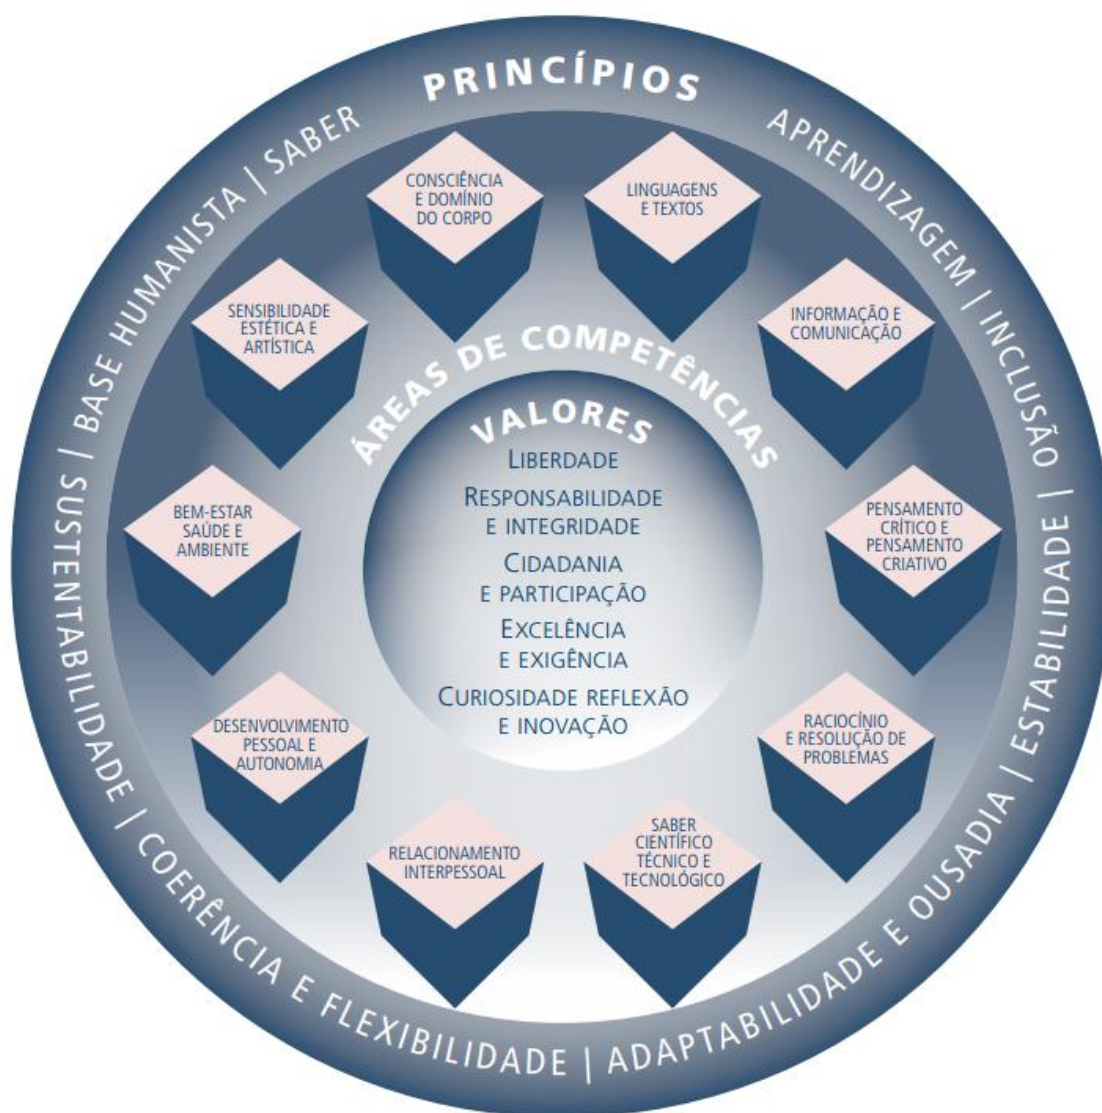 PRINCÍPIOS
APRENDIZAGEM | INCLUSÃO | ESTABILIDADE | ADAPTABILIDADE E OUSADIA | COERÊNCIA E FLEXIBILIDADE | SUSTENTABILIDADE | BASE HUMANISTA | SABER
ÁREAS DE COMPETÊNCIAS
LINGUAGENS
E TEXTOS
INFORMAÇÃO E
COMUNICAÇÃO
PENSAMENTO
CRÍTICO E
PENSAMENTO
CRIATIVO
RACIOCÍNIO
E RESOLUÇÃO DE
PROBLEMAS
SABER
CIENTÍFICO
TÉCNICO E
TECNOLÓGICO
RELACIONAMENTO
INTERPESSOAL
DESENVOLVIMENTO
PESSOAL E
AUTONOMIA
BEM-ESTAR
SAÚDE E
AMBIENTE
SENSIBILIDADE
ESTÉTICA E
ARTÍSTICA
CONSCIÊNCIA
E DOMÍNIO
DO CORPO
VALORES
LIBERDADE
RESPONSABILIDADE
E INTEGRIDADE
CIDADANIA
E PARTICIPAÇÃO
EXCELÊNCIA
E EXIGÊNCIA
CURIOSIDADE REFLEXÃO
E INOVAÇÃO